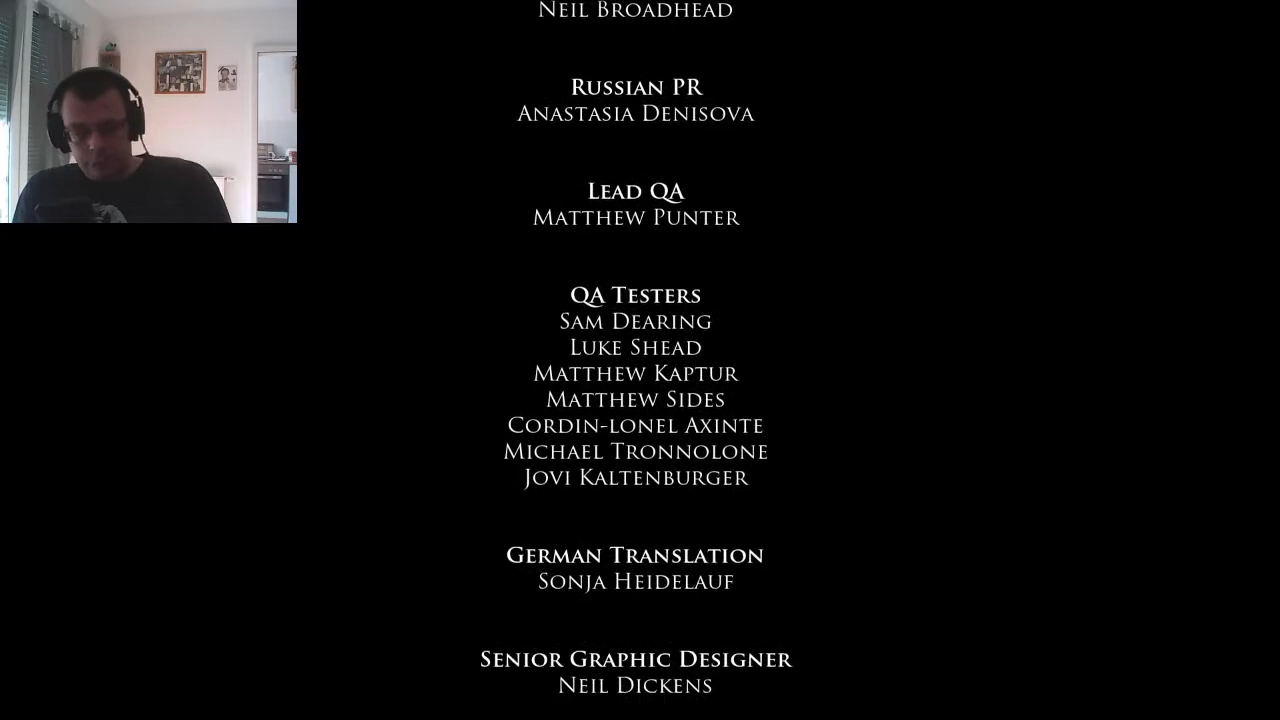 NEIL BROADHEAD
RUSSIAN PR
ANASTASIA DENISOVA
LEAD QA
MATTHEW PUNTER
QA TESTERS
SAM DEARING
LUKE SHEAD
MATTHEW KAPTUR
MATTHEW SIDES
CORDIN-LONEL AXINTE
MICHAEL TRONNOLONE
JOVI KALTENBURGER
GERMAN TRANSLATION
SONJA HEIDELAUF
SENIOR GRAPHIC DESIGNER
NEIL DICKENS